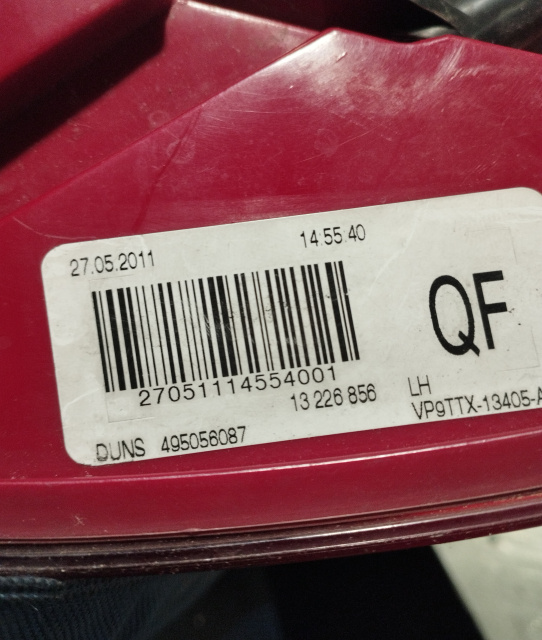 27.05.2011
14 55 40
QF
27051114554001
13 226 856
LH
DUNS 495056087
VP9TTX-13405-A